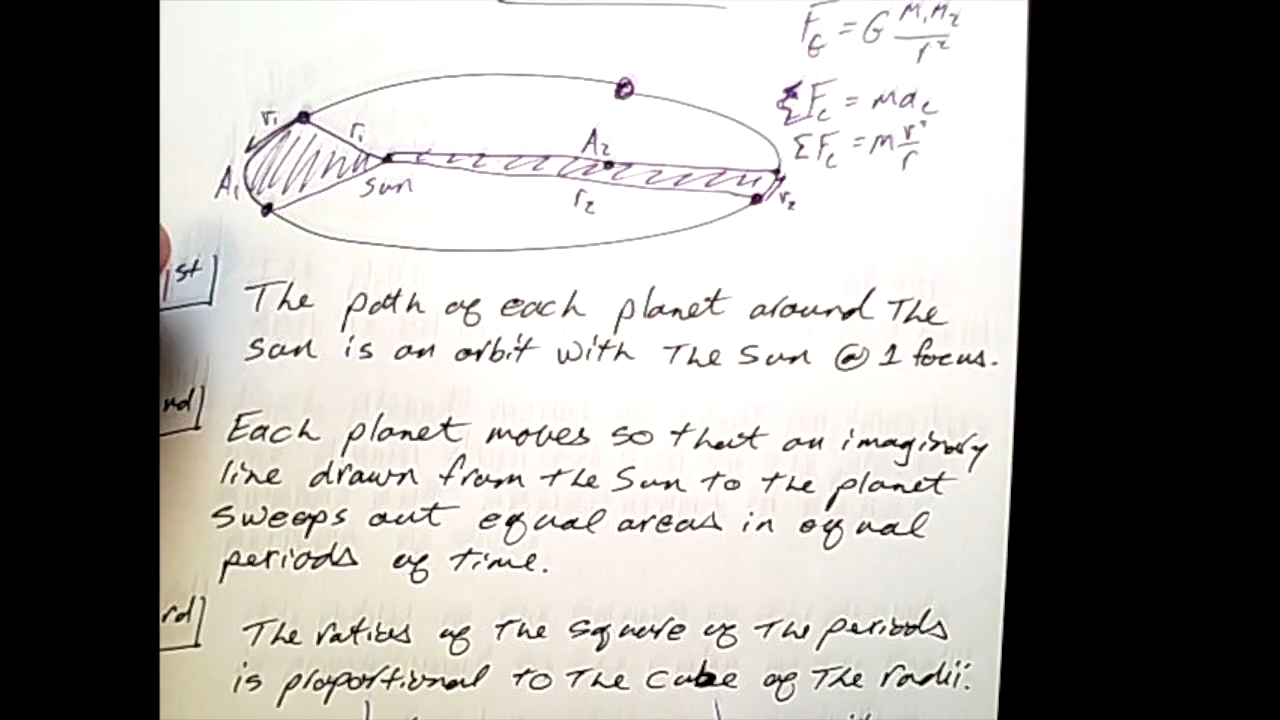 F_G = G M₁M₂/r²
ΣF_c = ma_c
ΣF_c = m v²/r
v₁
r₁
A₁
Sun
A₂
r₂
v₂
1st
The path of each planet around The
sun is an orbit with The Sun @ 1 focus.
nd
Each planet moves so that an imaginary
line drawn from the Sun to the planet
sweeps out equal areas in equal
periods of time.
rd
The ratios of The square of The periods
is proportional to The cube of The radii.